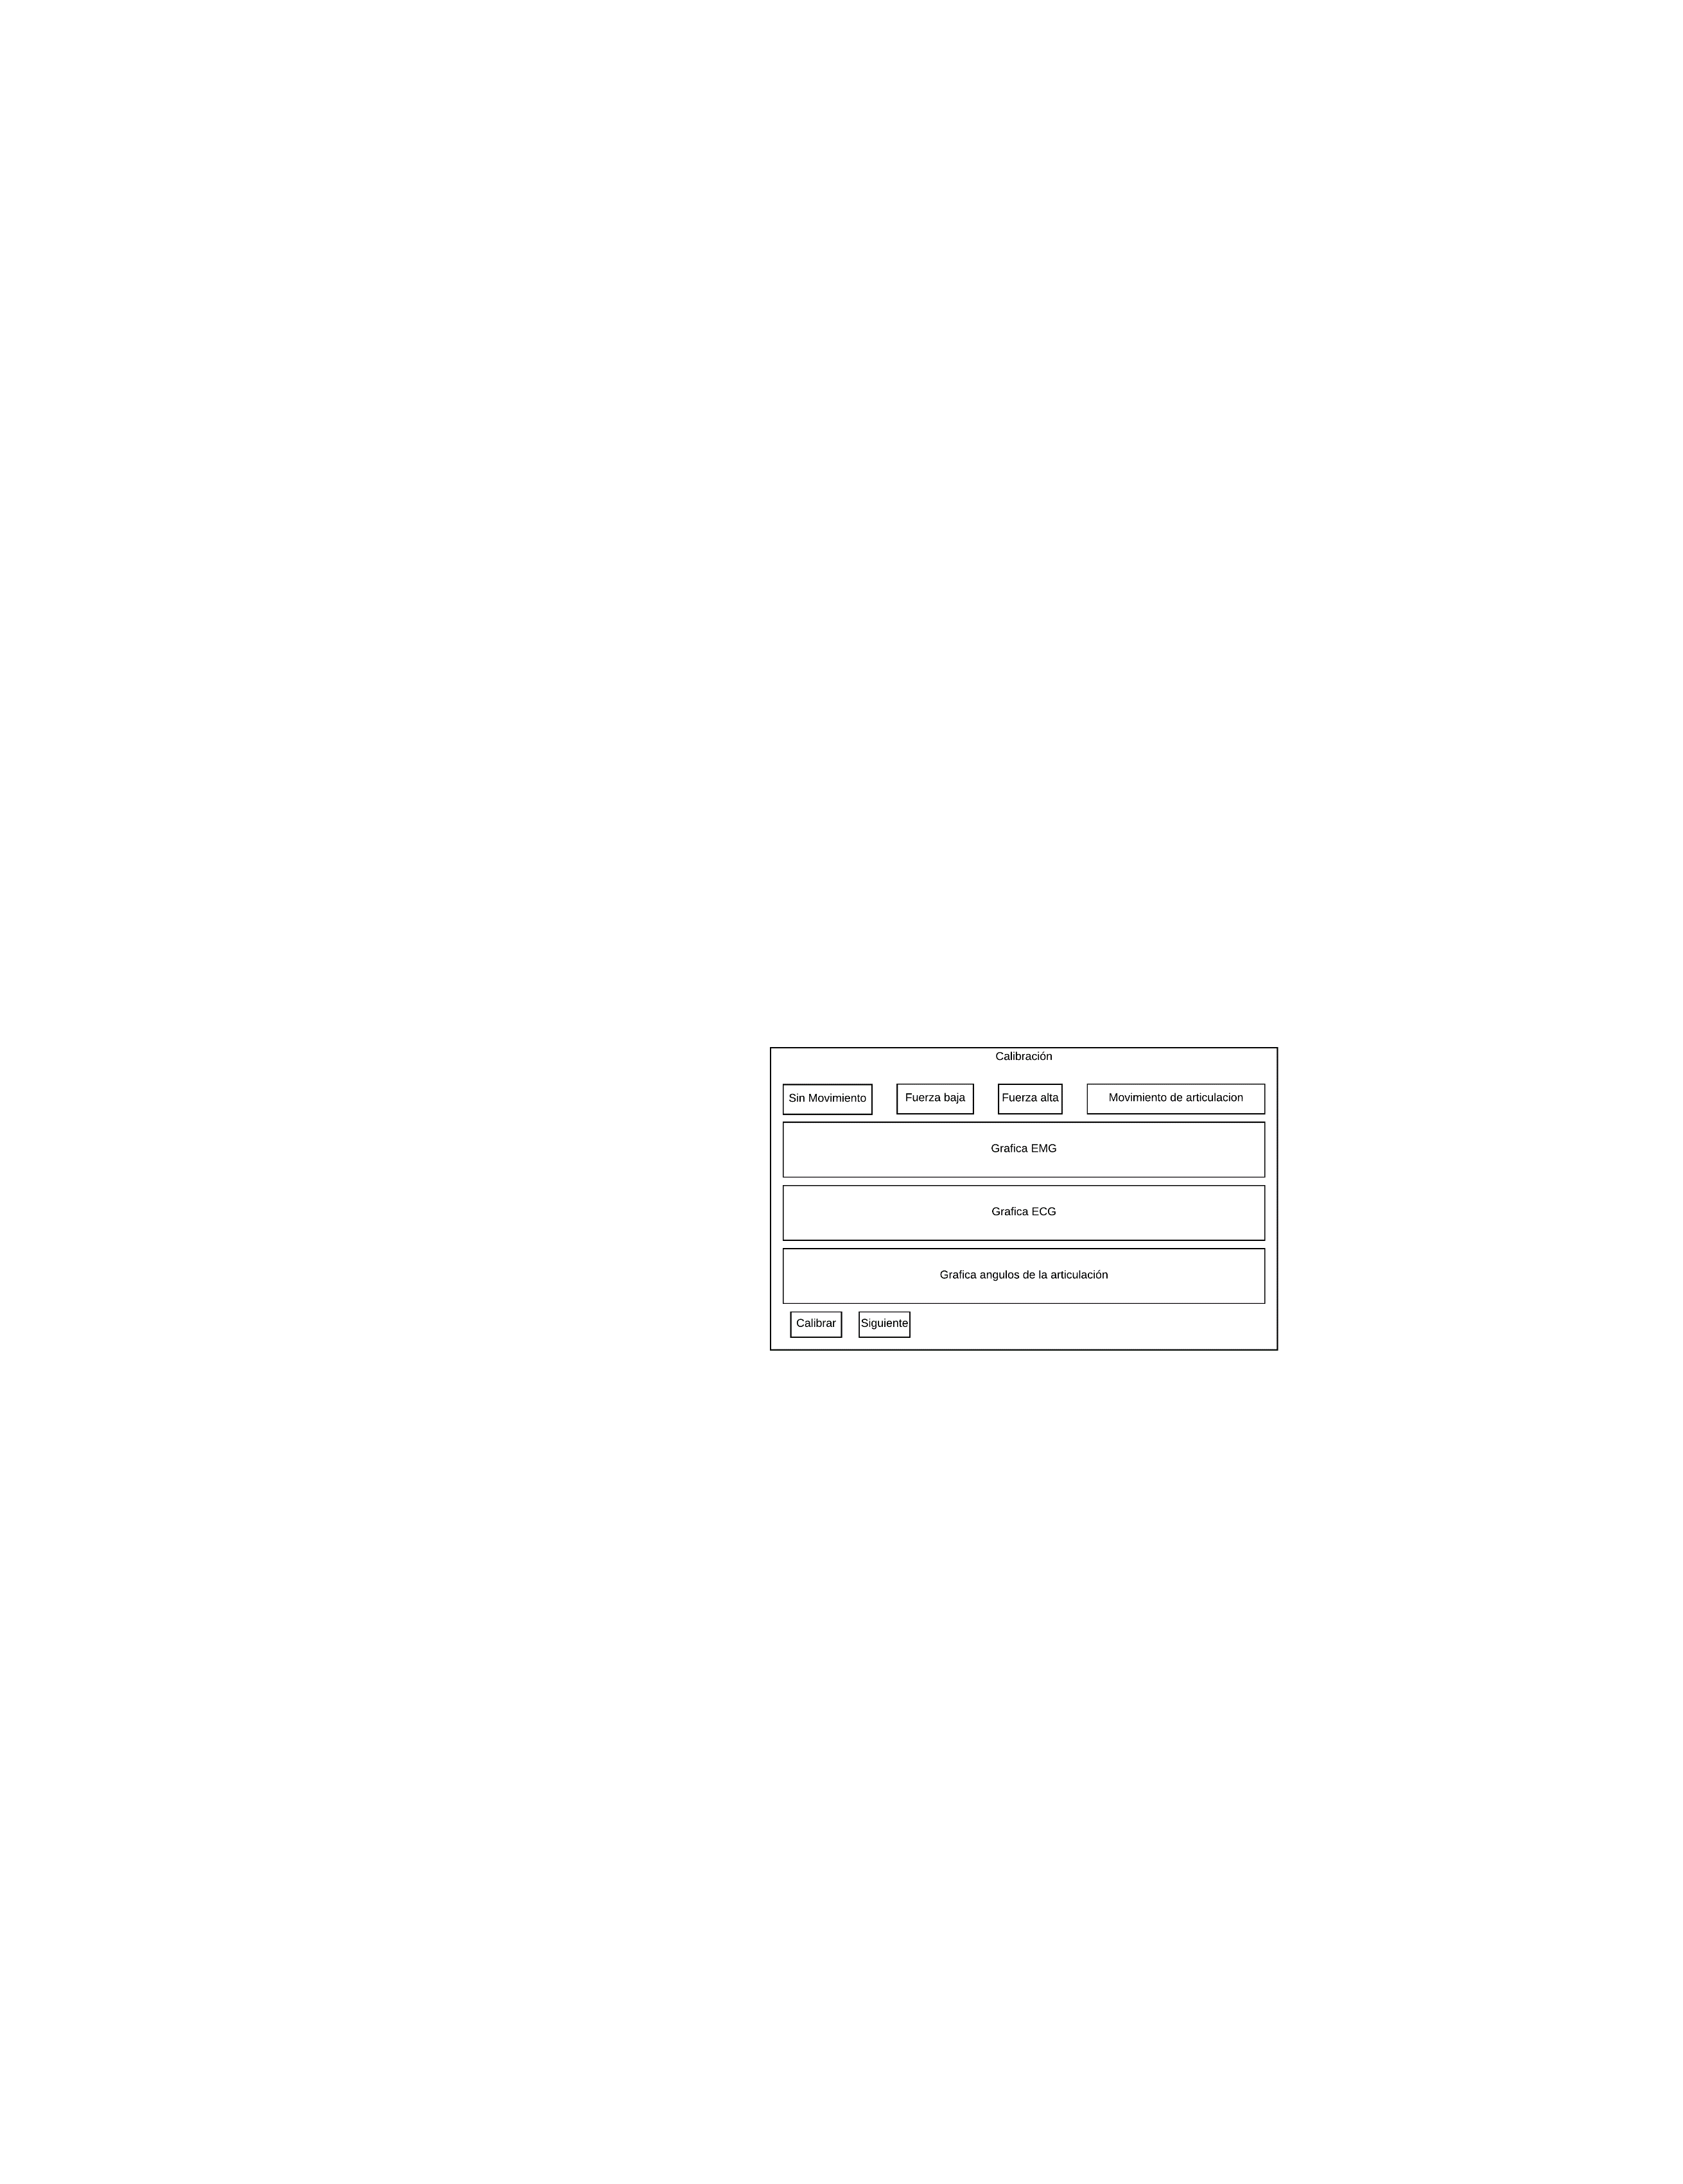 Calibración
Sin Movimiento
Fuerza baja
Fuerza alta
Movimiento de articulacion
Grafica EMG
Grafica ECG
Grafica angulos de la articulación
Calibrar
Siguiente